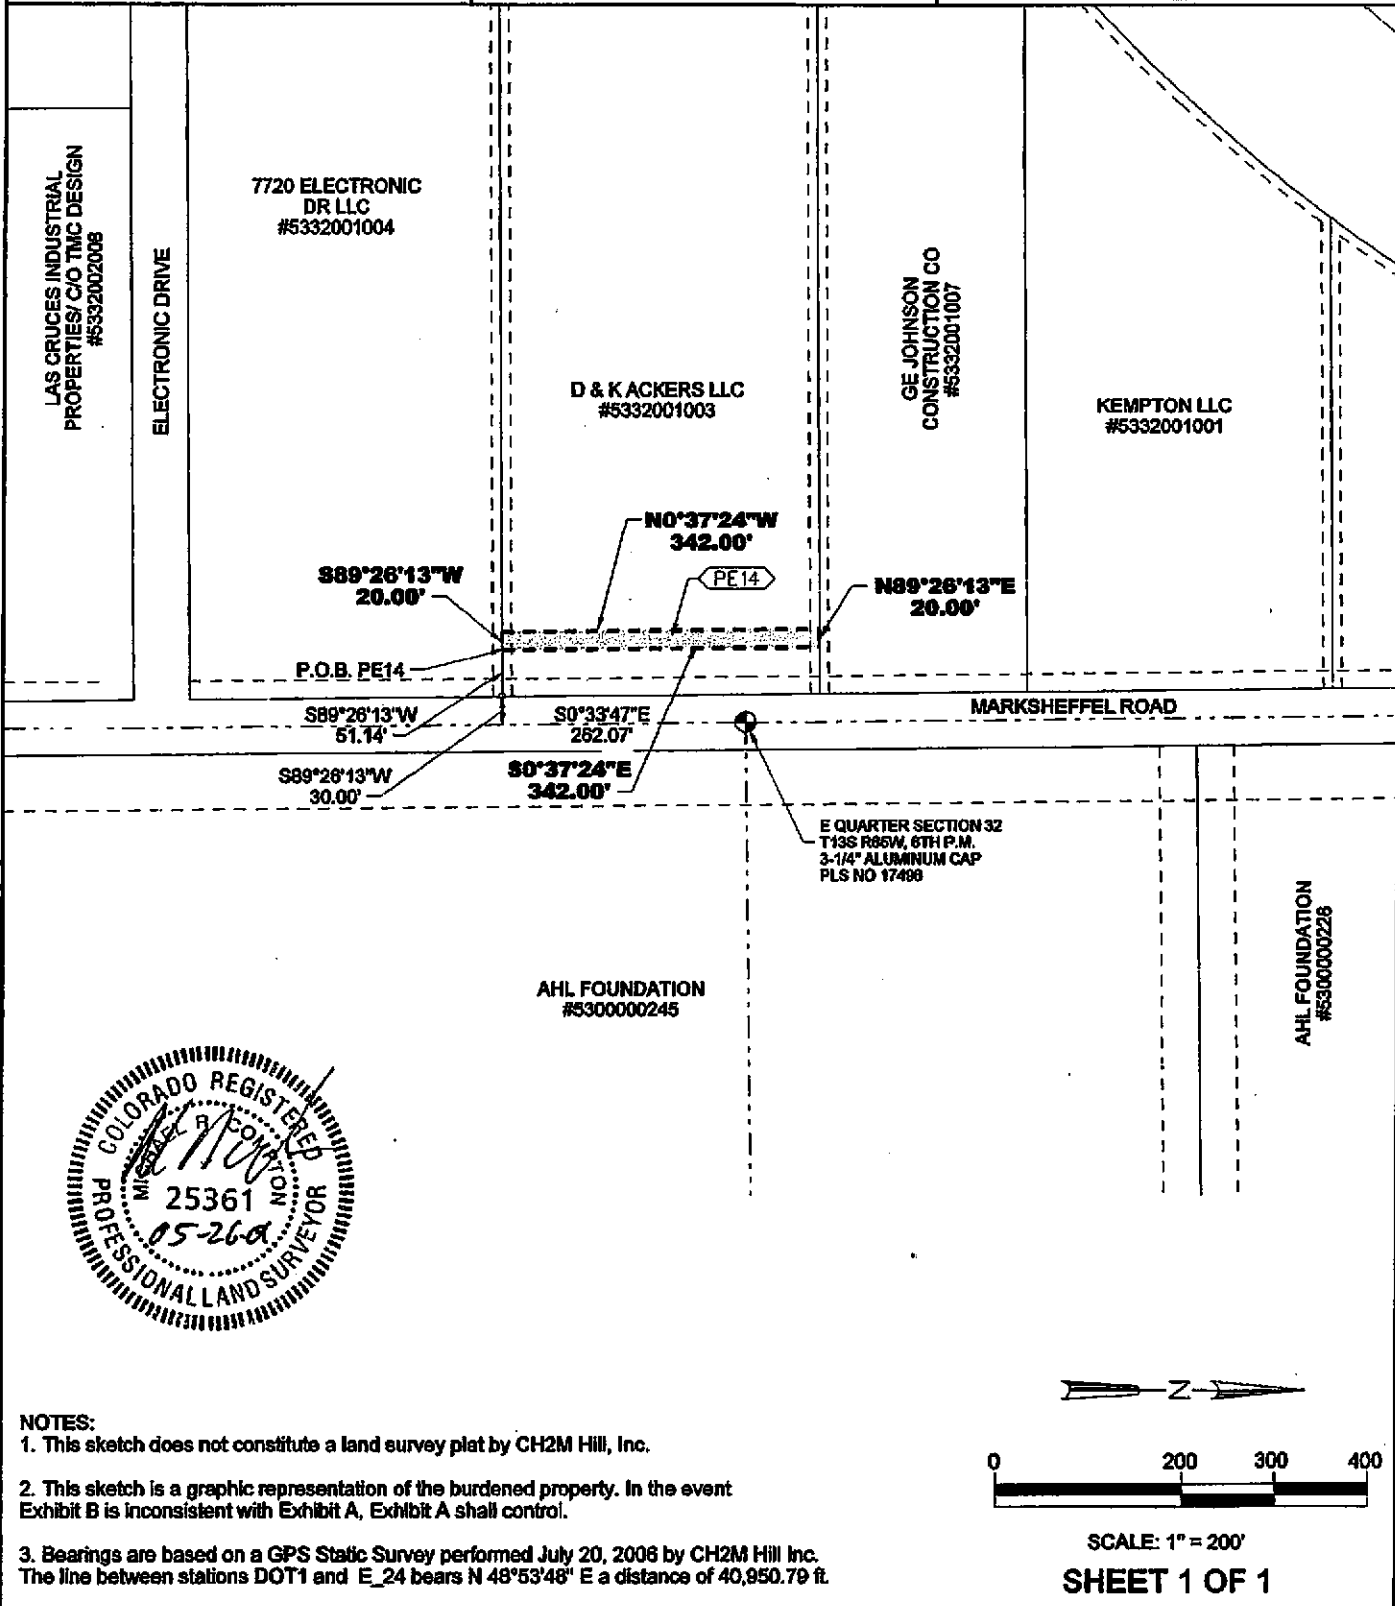 LAS CRUCES INDUSTRIAL
PROPERTIES/ C/O TMC DESIGN
#5332002008
ELECTRONIC DRIVE
7720 ELECTRONIC
DR LLC
#5332001004
D & K ACKERS LLC
#5332001003
GE JOHNSON
CONSTRUCTION CO
#5332001007
KEMPTON LLC
#5332001001
N0°37'24"W
342.00'
S89°26'13"W
20.00'
PE14
N89°26'13"E
20.00'
P.O.B. PE14
S89°26'13"W
51.14'
S0°33'47"E
262.07'
MARKSHEFFEL ROAD
S89°26'13"W
30.00'
S0°37'24"E
342.00'
E QUARTER SECTION 32
T13S R65W, 6TH P.M.
3-1/4" ALUMINUM CAP
PLS NO 17496
AHL FOUNDATION
#5300000245
AHL FOUNDATION
#5300000228
COLORADO REGISTERED
MICHAEL R COMPTON
25361
PROFESSIONAL LAND SURVEYOR
N
NOTES:
1. This sketch does not constitute a land survey plat by CH2M Hill, Inc.
2. This sketch is a graphic representation of the burdened property. In the event
Exhibit B is inconsistent with Exhibit A, Exhibit A shall control.
3. Bearings are based on a GPS Static Survey performed July 20, 2006 by CH2M Hill Inc.
The line between stations DOT1 and E_24 bears N 48°53'48" E a distance of 40,950.79 ft.
0 200 300 400
SCALE: 1" = 200'
SHEET 1 OF 1